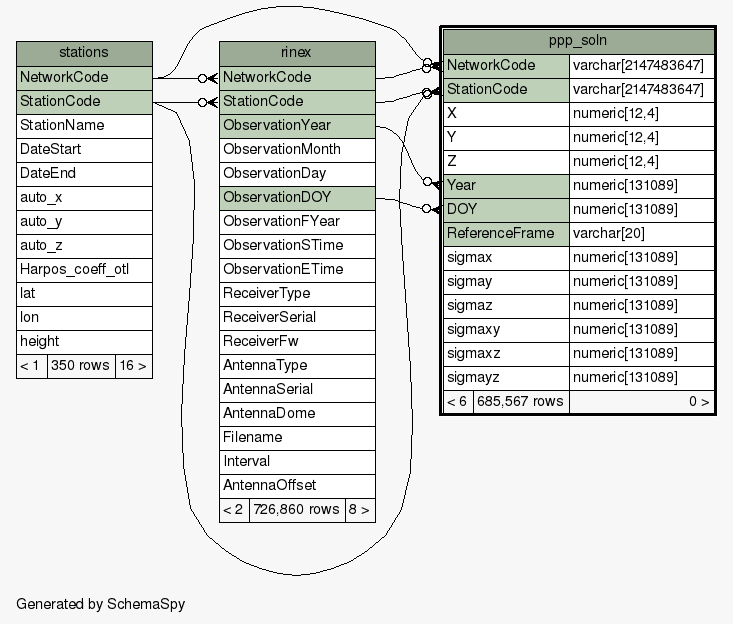 stations
NetworkCode
StationCode
StationName
DateStart
DateEnd
auto_x
auto_y
auto_z
Harpos_coeff_otl
lat
lon
height
< 1 350 rows 16 >
rinex
NetworkCode
StationCode
ObservationYear
ObservationMonth
ObservationDay
ObservationDOY
ObservationFYear
ObservationSTime
ObservationETime
ReceiverType
ReceiverSerial
ReceiverFw
AntennaType
AntennaSerial
AntennaDome
Filename
Interval
AntennaOffset
< 2 726,860 rows 8 >
ppp_soln
NetworkCode varchar[2147483647]
StationCode varchar[2147483647]
X numeric[12,4]
Y numeric[12,4]
Z numeric[12,4]
Year numeric[131089]
DOY numeric[131089]
ReferenceFrame varchar[20]
sigmax numeric[131089]
sigmay numeric[131089]
sigmaz numeric[131089]
sigmaxy numeric[131089]
sigmaxz numeric[131089]
sigmayz numeric[131089]
< 6 685,567 rows 0 >
Generated by SchemaSpy